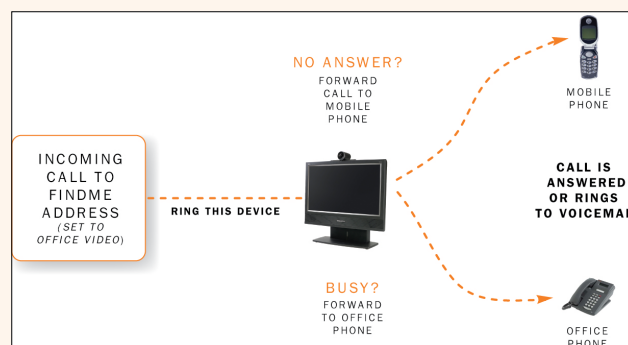 NO ANSWER?
FORWARD
CALL TO
MOBILE
PHONE
MOBILE
PHONE
INCOMING
CALL TO
FINDME
ADDRESS
(SET TO
OFFICE VIDEO)
RING THIS DEVICE
CALL IS
ANSWERED
OR RINGS
TO VOICEMAI
BUSY?
FORWARD
TO OFFICE
PHONE
OFFICE
PHONE